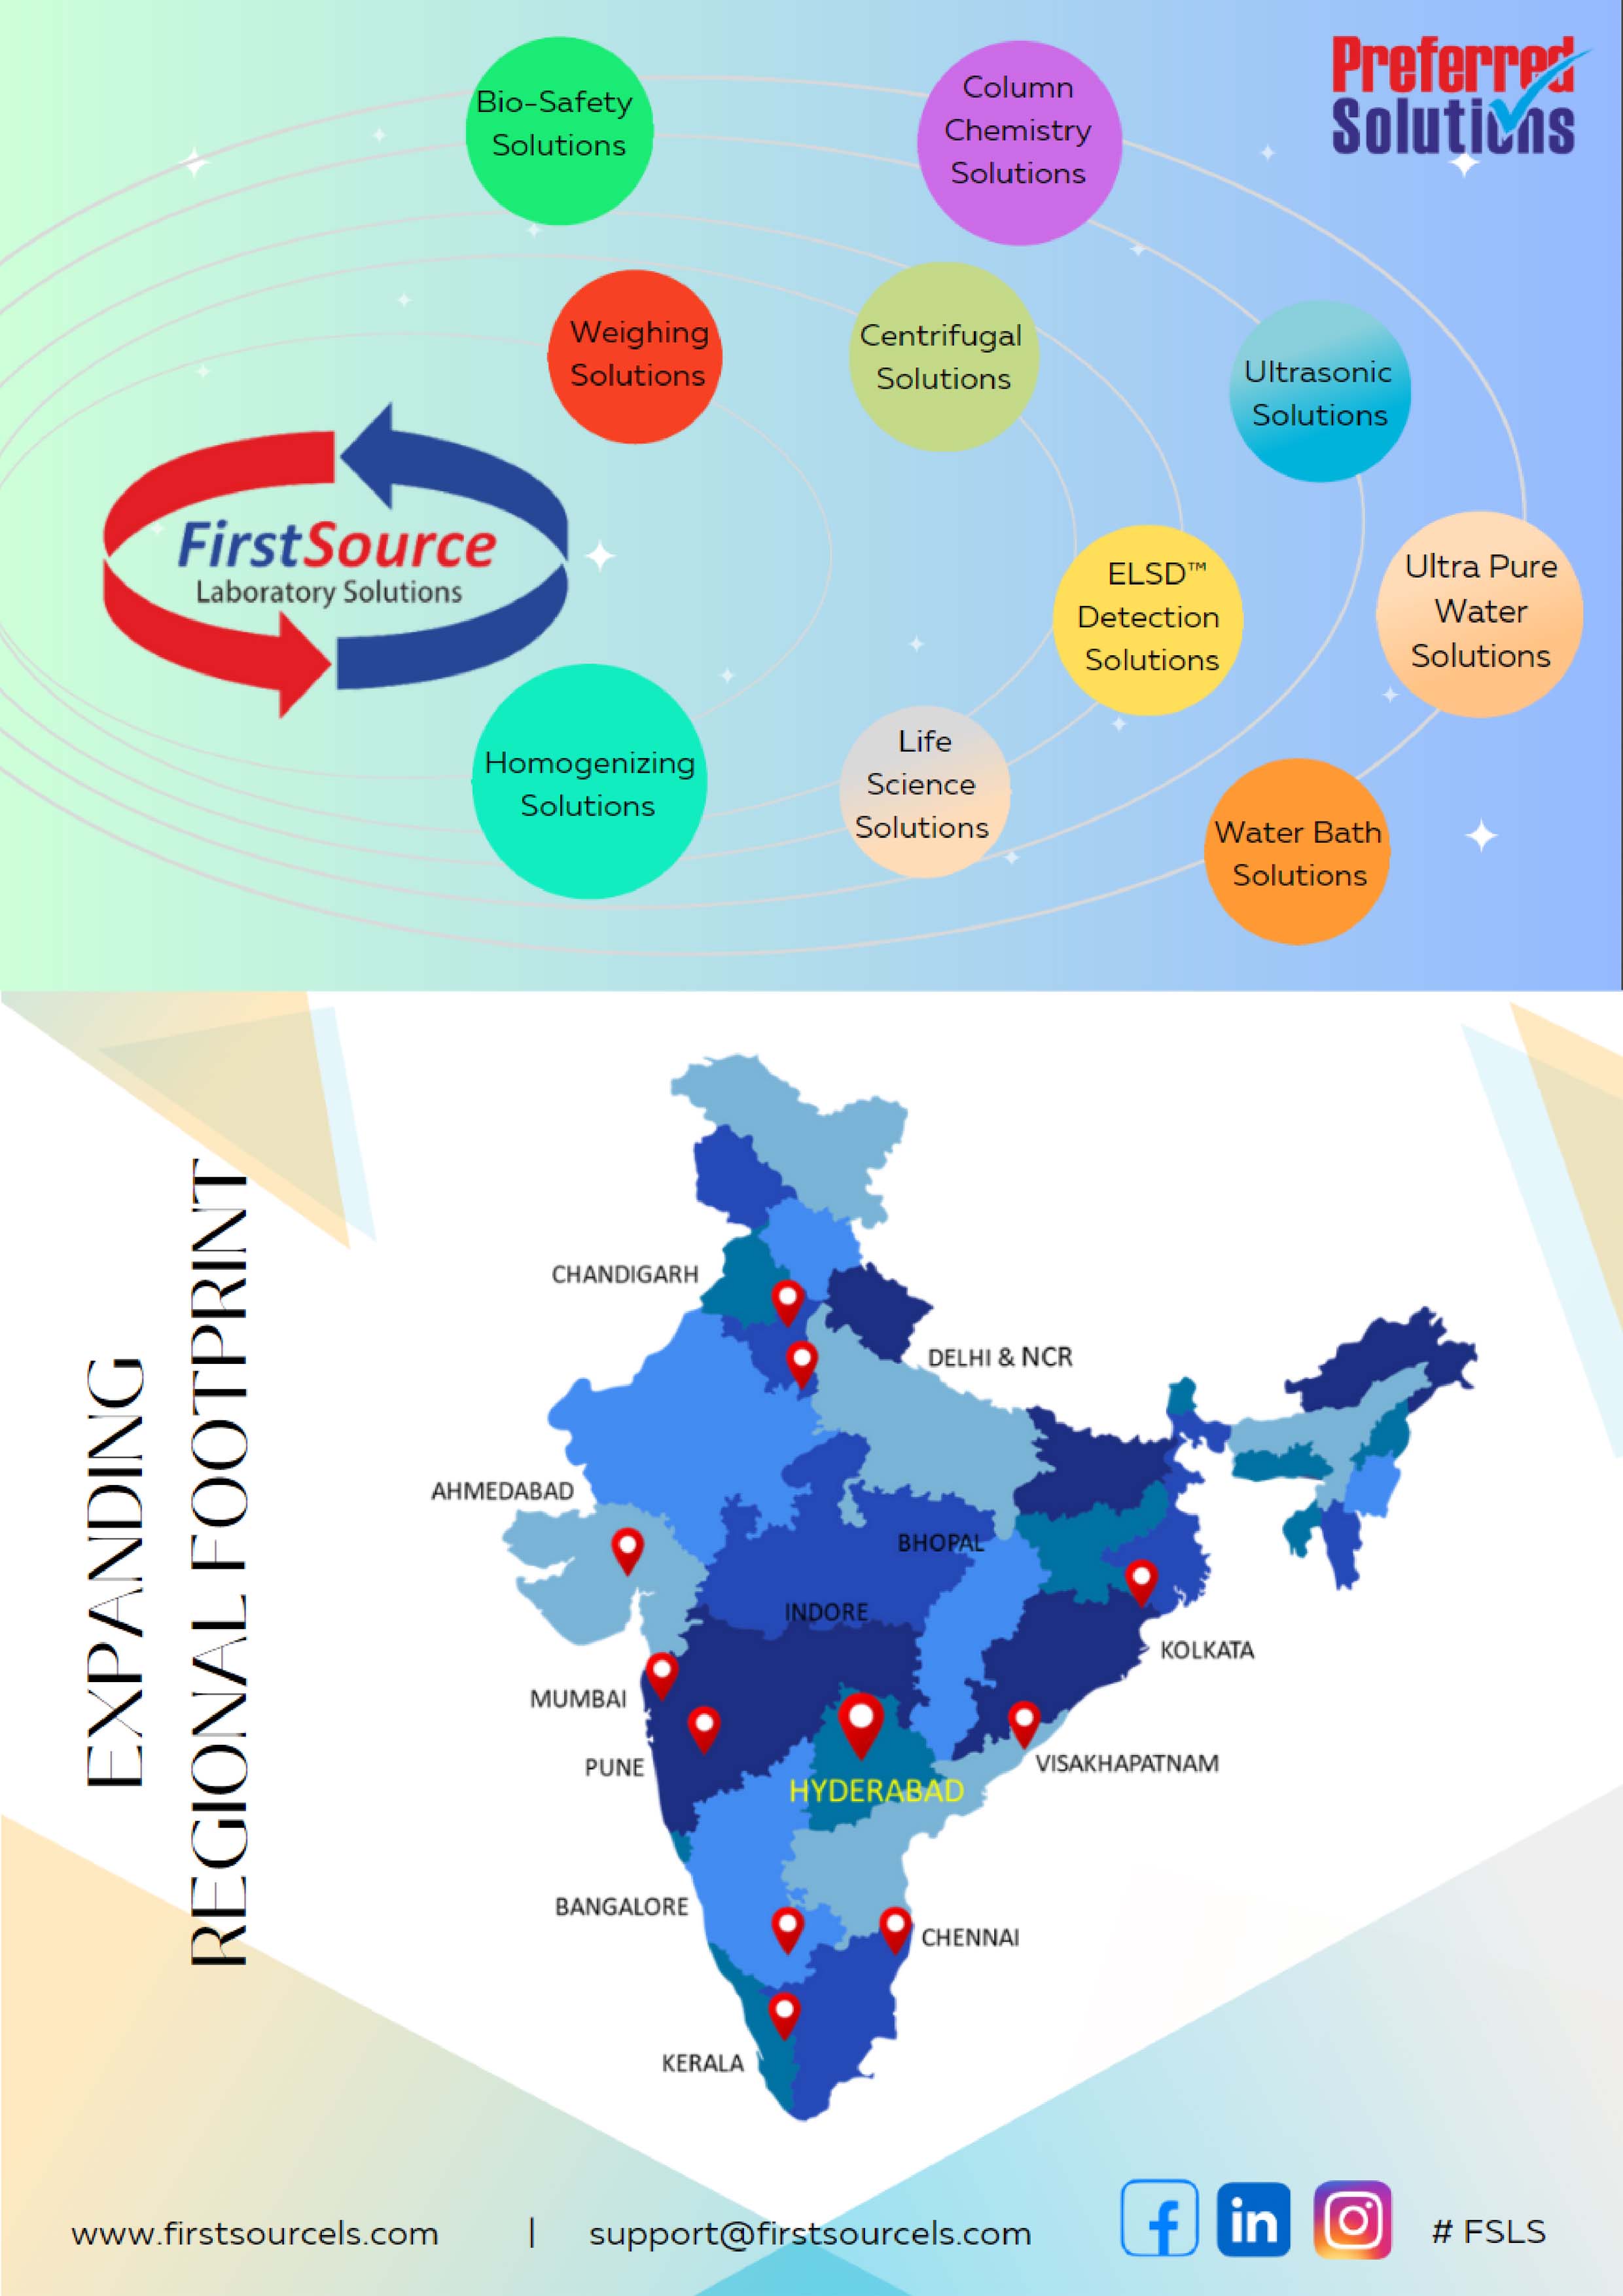 Preferred
Solutions
Bio-Safety
Solutions
Column
Chemistry
Solutions
Weighing
Solutions
Centrifugal
Solutions
Ultrasonic
Solutions
FirstSource
Laboratory Solutions
ELSD™
Detection
Solutions
Ultra Pure
Water
Solutions
Homogenizing
Solutions
Life
Science
Solutions
Water Bath
Solutions
EXPANDING
REGIONAL FOOTPRINT
CHANDIGARH
DELHI & NCR
AHMEDABAD
BHOPAL
INDORE
KOLKATA
MUMBAI
PUNE
VISAKHAPATNAM
HYDERABAD
BANGALORE
CHENNAI
KERALA
www.firstsourcels.com | support@firstsourcels.com
f
in
# FSLS